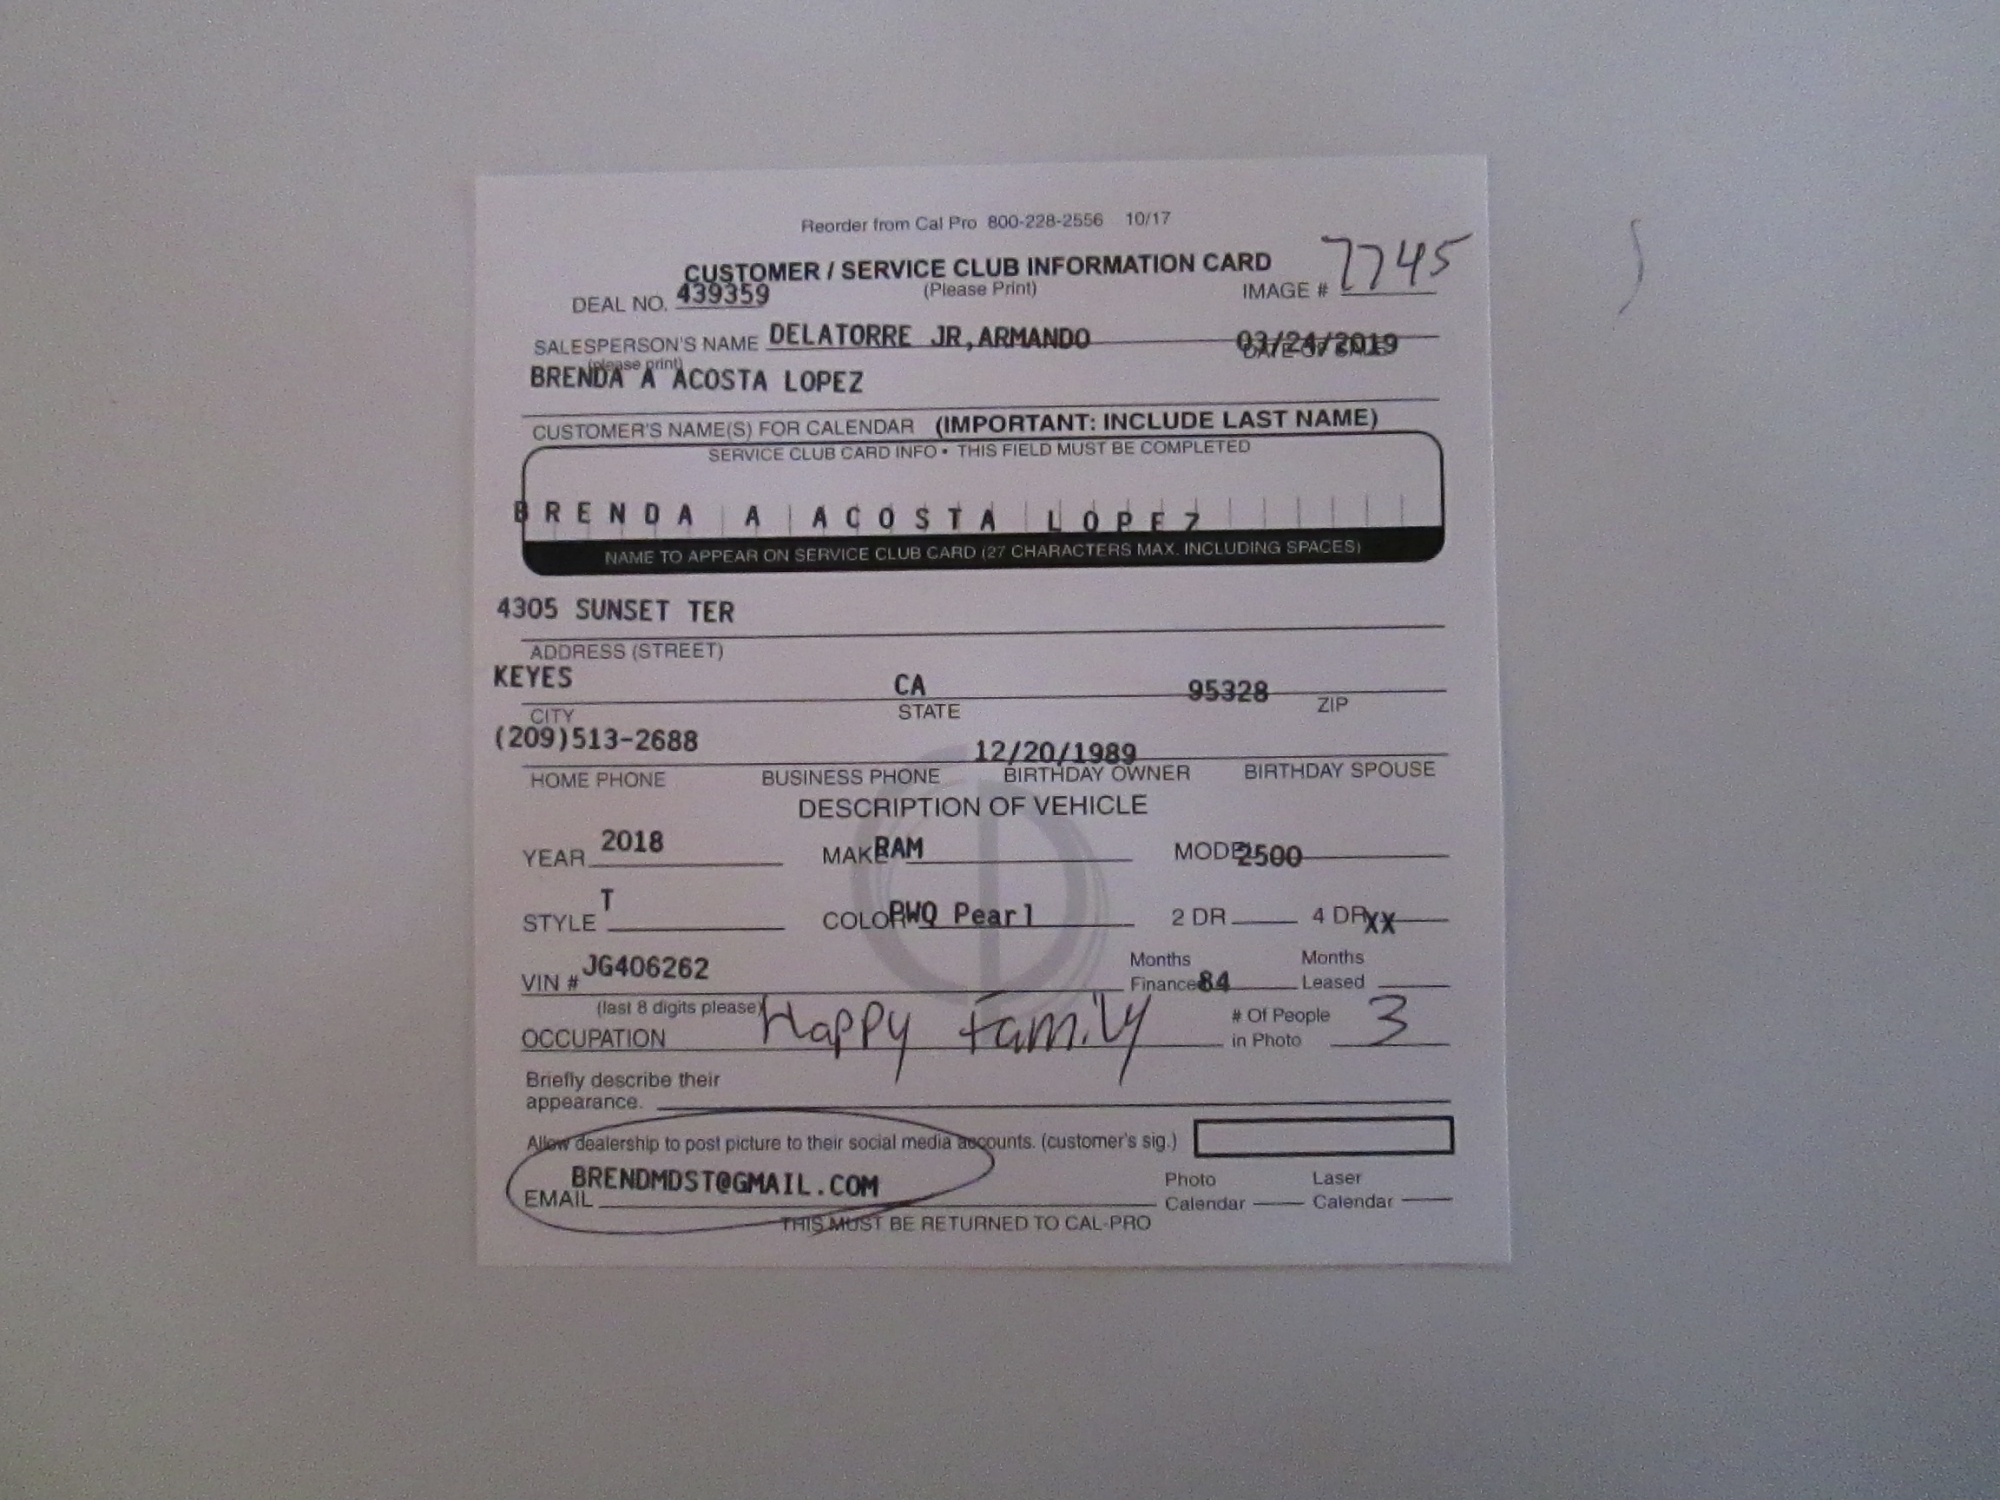 Reorder from Cal Pro 800-228-2556 10/17
CUSTOMER / SERVICE CLUB INFORMATION CARD
(Please Print)
DEAL NO. 439359 IMAGE # 7745
SALESPERSON'S NAME DELATORRE JR,ARMANDO 03/24/2019
(please print) DATE OF SALE
BRENDA A ACOSTA LOPEZ
CUSTOMER'S NAME(S) FOR CALENDAR (IMPORTANT: INCLUDE LAST NAME)
SERVICE CLUB CARD INFO • THIS FIELD MUST BE COMPLETED
BRENDA A ACOSTA LOPEZ
NAME TO APPEAR ON SERVICE CLUB CARD (27 CHARACTERS MAX. INCLUDING SPACES)
4305 SUNSET TER
ADDRESS (STREET)
KEYES CA 95328
CITY STATE ZIP
(209)513-2688 12/20/1989
HOME PHONE BUSINESS PHONE BIRTHDAY OWNER BIRTHDAY SPOUSE
DESCRIPTION OF VEHICLE
YEAR 2018 MAKE RAM MODEL 2500
STYLE T COLOR PWQ Pearl 2 DR 4 DR XX
VIN # JG406262 Months Financed 84 Months Leased
(last 8 digits please)
OCCUPATION Happy Family # Of People in Photo 3
Briefly describe their
appearance.
Allow dealership to post picture to their social media accounts. (customer's sig.)
EMAIL BRENDMDST@GMAIL.COM Photo Calendar Laser Calendar
THIS MUST BE RETURNED TO CAL-PRO